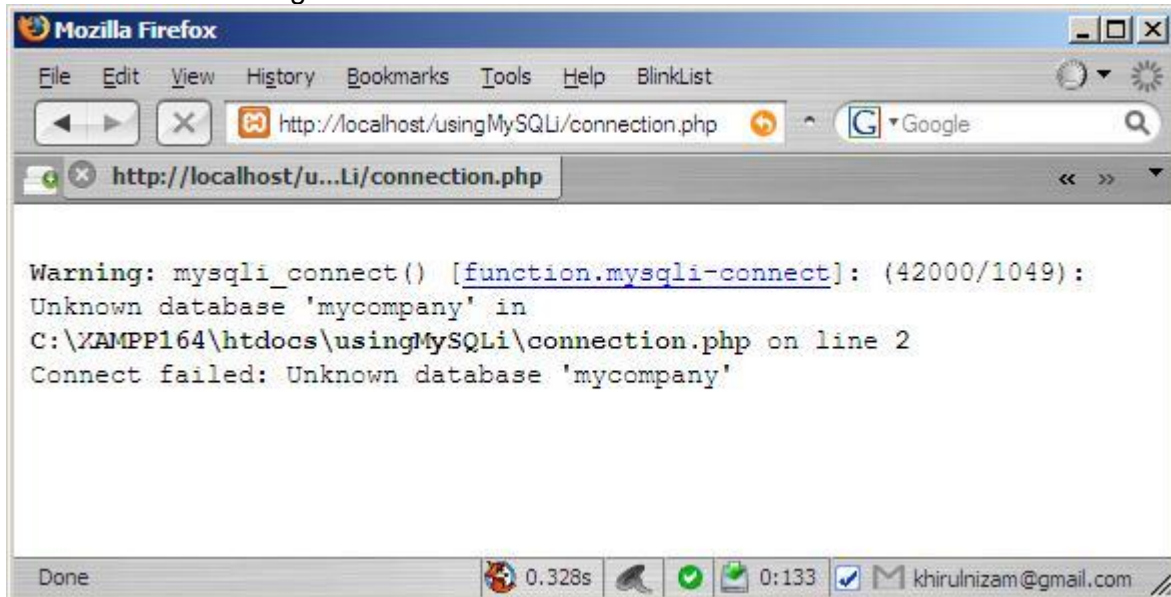 Mozilla Firefox
File Edit View History Bookmarks Tools Help BlinkList
http://localhost/usingMySQLi/connection.php G Google
http://localhost/u...Li/connection.php
Warning: mysqli_connect() [function.mysqli-connect]: (42000/1049):
Unknown database 'mycompany' in
C:\XAMPP164\htdocs\usingMySQLi\connection.php on line 2
Connect failed: Unknown database 'mycompany'
Done 0.328s 0:133 khirulnizam@gmail.com